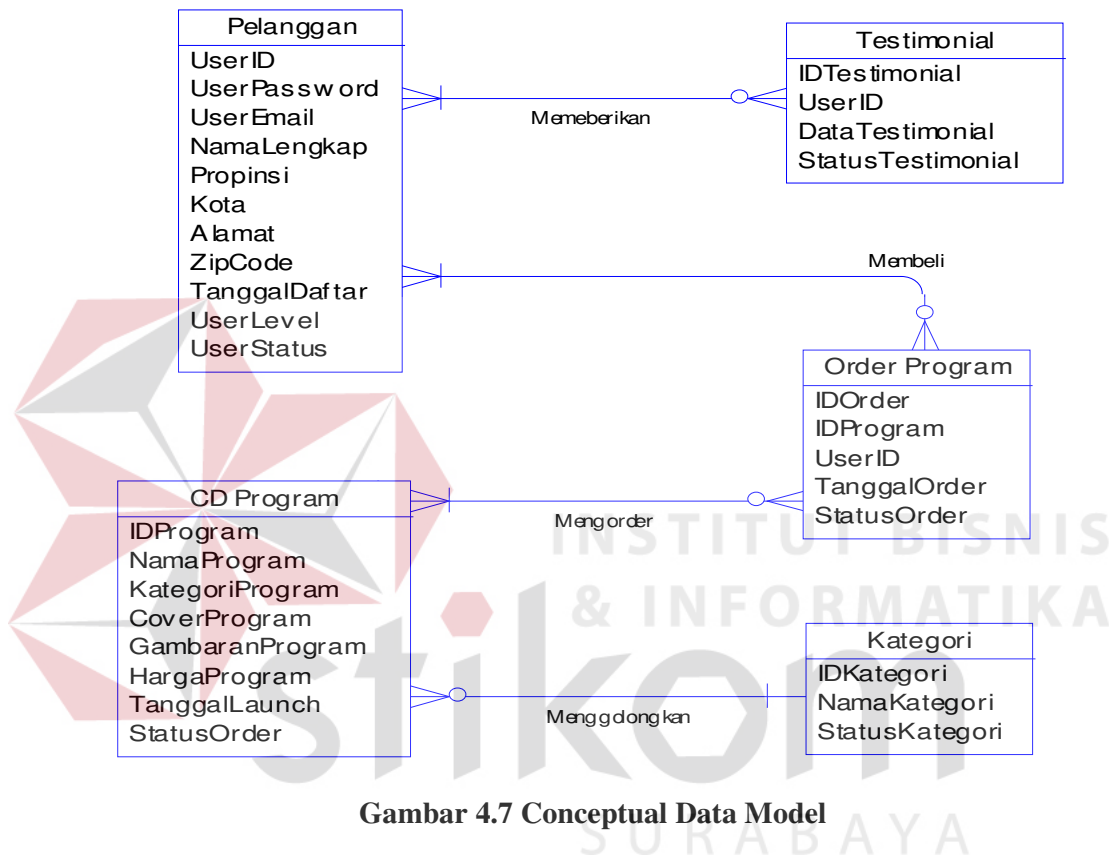 Pelanggan
UserID
UserPassword
UserEmail
NamaLengkap
Propinsi
Kota
Alamat
ZipCode
TanggalDaftar
UserLevel
UserStatus
Memeberikan
Testimonial
IDTestimonial
UserID
DataTestimonial
StatusTestimonial
Membeli
Order Program
IDOrder
IDProgram
UserID
TanggalOrder
StatusOrder
CD Program
IDProgram
NamaProgram
KategoriProgram
CoverProgram
GambaranProgram
HargaProgram
TanggalLaunch
StatusOrder
Mengorder
Menggolongkan
Kategori
IDKategori
NamaKategori
StatusKategori
INSTITUT BISNIS
& INFORMATIKA
stikom
SURABAYA
Gambar 4.7 Conceptual Data Model